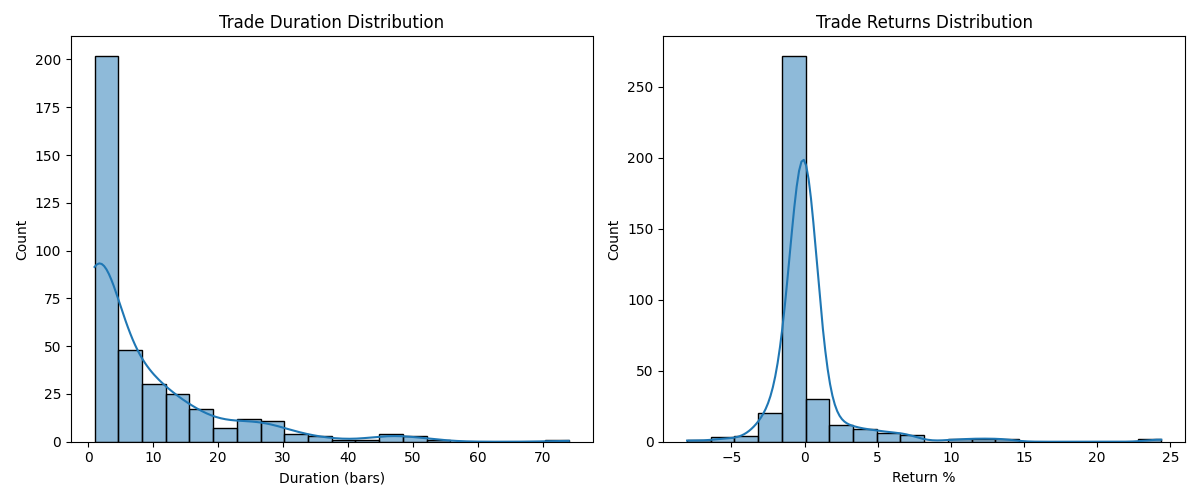 Trade Duration Distribution
Count
200
175
150
125
100
75
50
25
0
0 10 20 30 40 50 60 70
Duration (bars)
Trade Returns Distribution
Count
250
200
150
100
50
0
−5 0 5 10 15 20 25
Return %